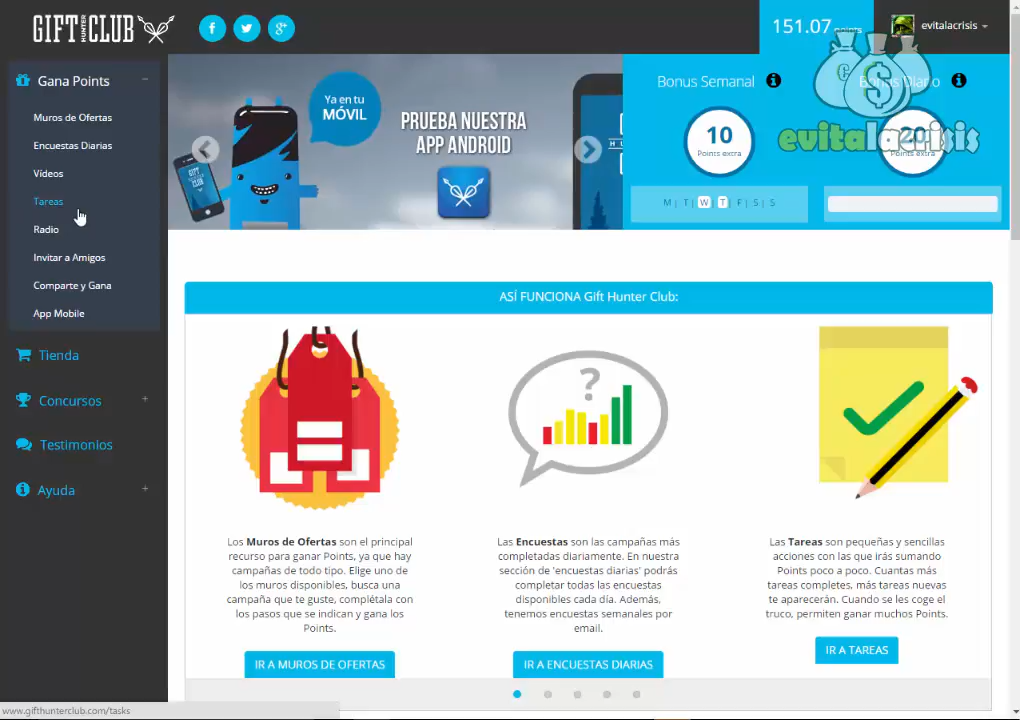 GIFT HUNTER CLUB
f
g+
151.07 points
evitalacrisis
Gana Points
Muros de Ofertas
Encuestas Diarias
Vídeos
Tareas
Radio
Invitar a Amigos
Comparte y Gana
App Mobile
Tienda
Concursos
Testimonios
Ayuda
Ya en tu
MÓVIL
PRUEBA NUESTRA
APP ANDROID
Bonus Semanal
10
Points extra
M| T| W| T| F| S| S
Bonus Diario
20
Points extra
evitalacrisis
ASÍ FUNCIONA Gift Hunter Club:
?
Los Muros de Ofertas son el principal
recurso para ganar Points, ya que hay
campañas de todo tipo. Elige uno de
los muros disponibles, busca una
campaña que te guste, complétala con
los pasos que se indican y gana los
Points.
IR A MUROS DE OFERTAS
Las Encuestas son las campañas más
completadas diariamente. En nuestra
sección de 'encuestas diarias' podrás
completar todas las encuestas
disponibles cada día. Además,
tenemos encuestas semanales por
email.
IR A ENCUESTAS DIARIAS
Las Tareas son pequeñas y sencillas
acciones con las que irás sumando
Points poco a poco. Cuantas más
tareas completes, más tareas nuevas
te aparecerán. Cuando se les coge el
truco, permiten ganar muchos Points.
IR A TAREAS
www.gifthunterclub.com/tasks